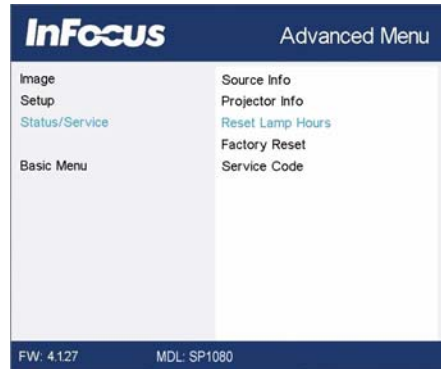 InFocus
Advanced Menu
Image
Setup
Status/Service
Basic Menu
Source Info
Projector Info
Reset Lamp Hours
Factory Reset
Service Code
FW: 4.1.27
MDL: SP1080